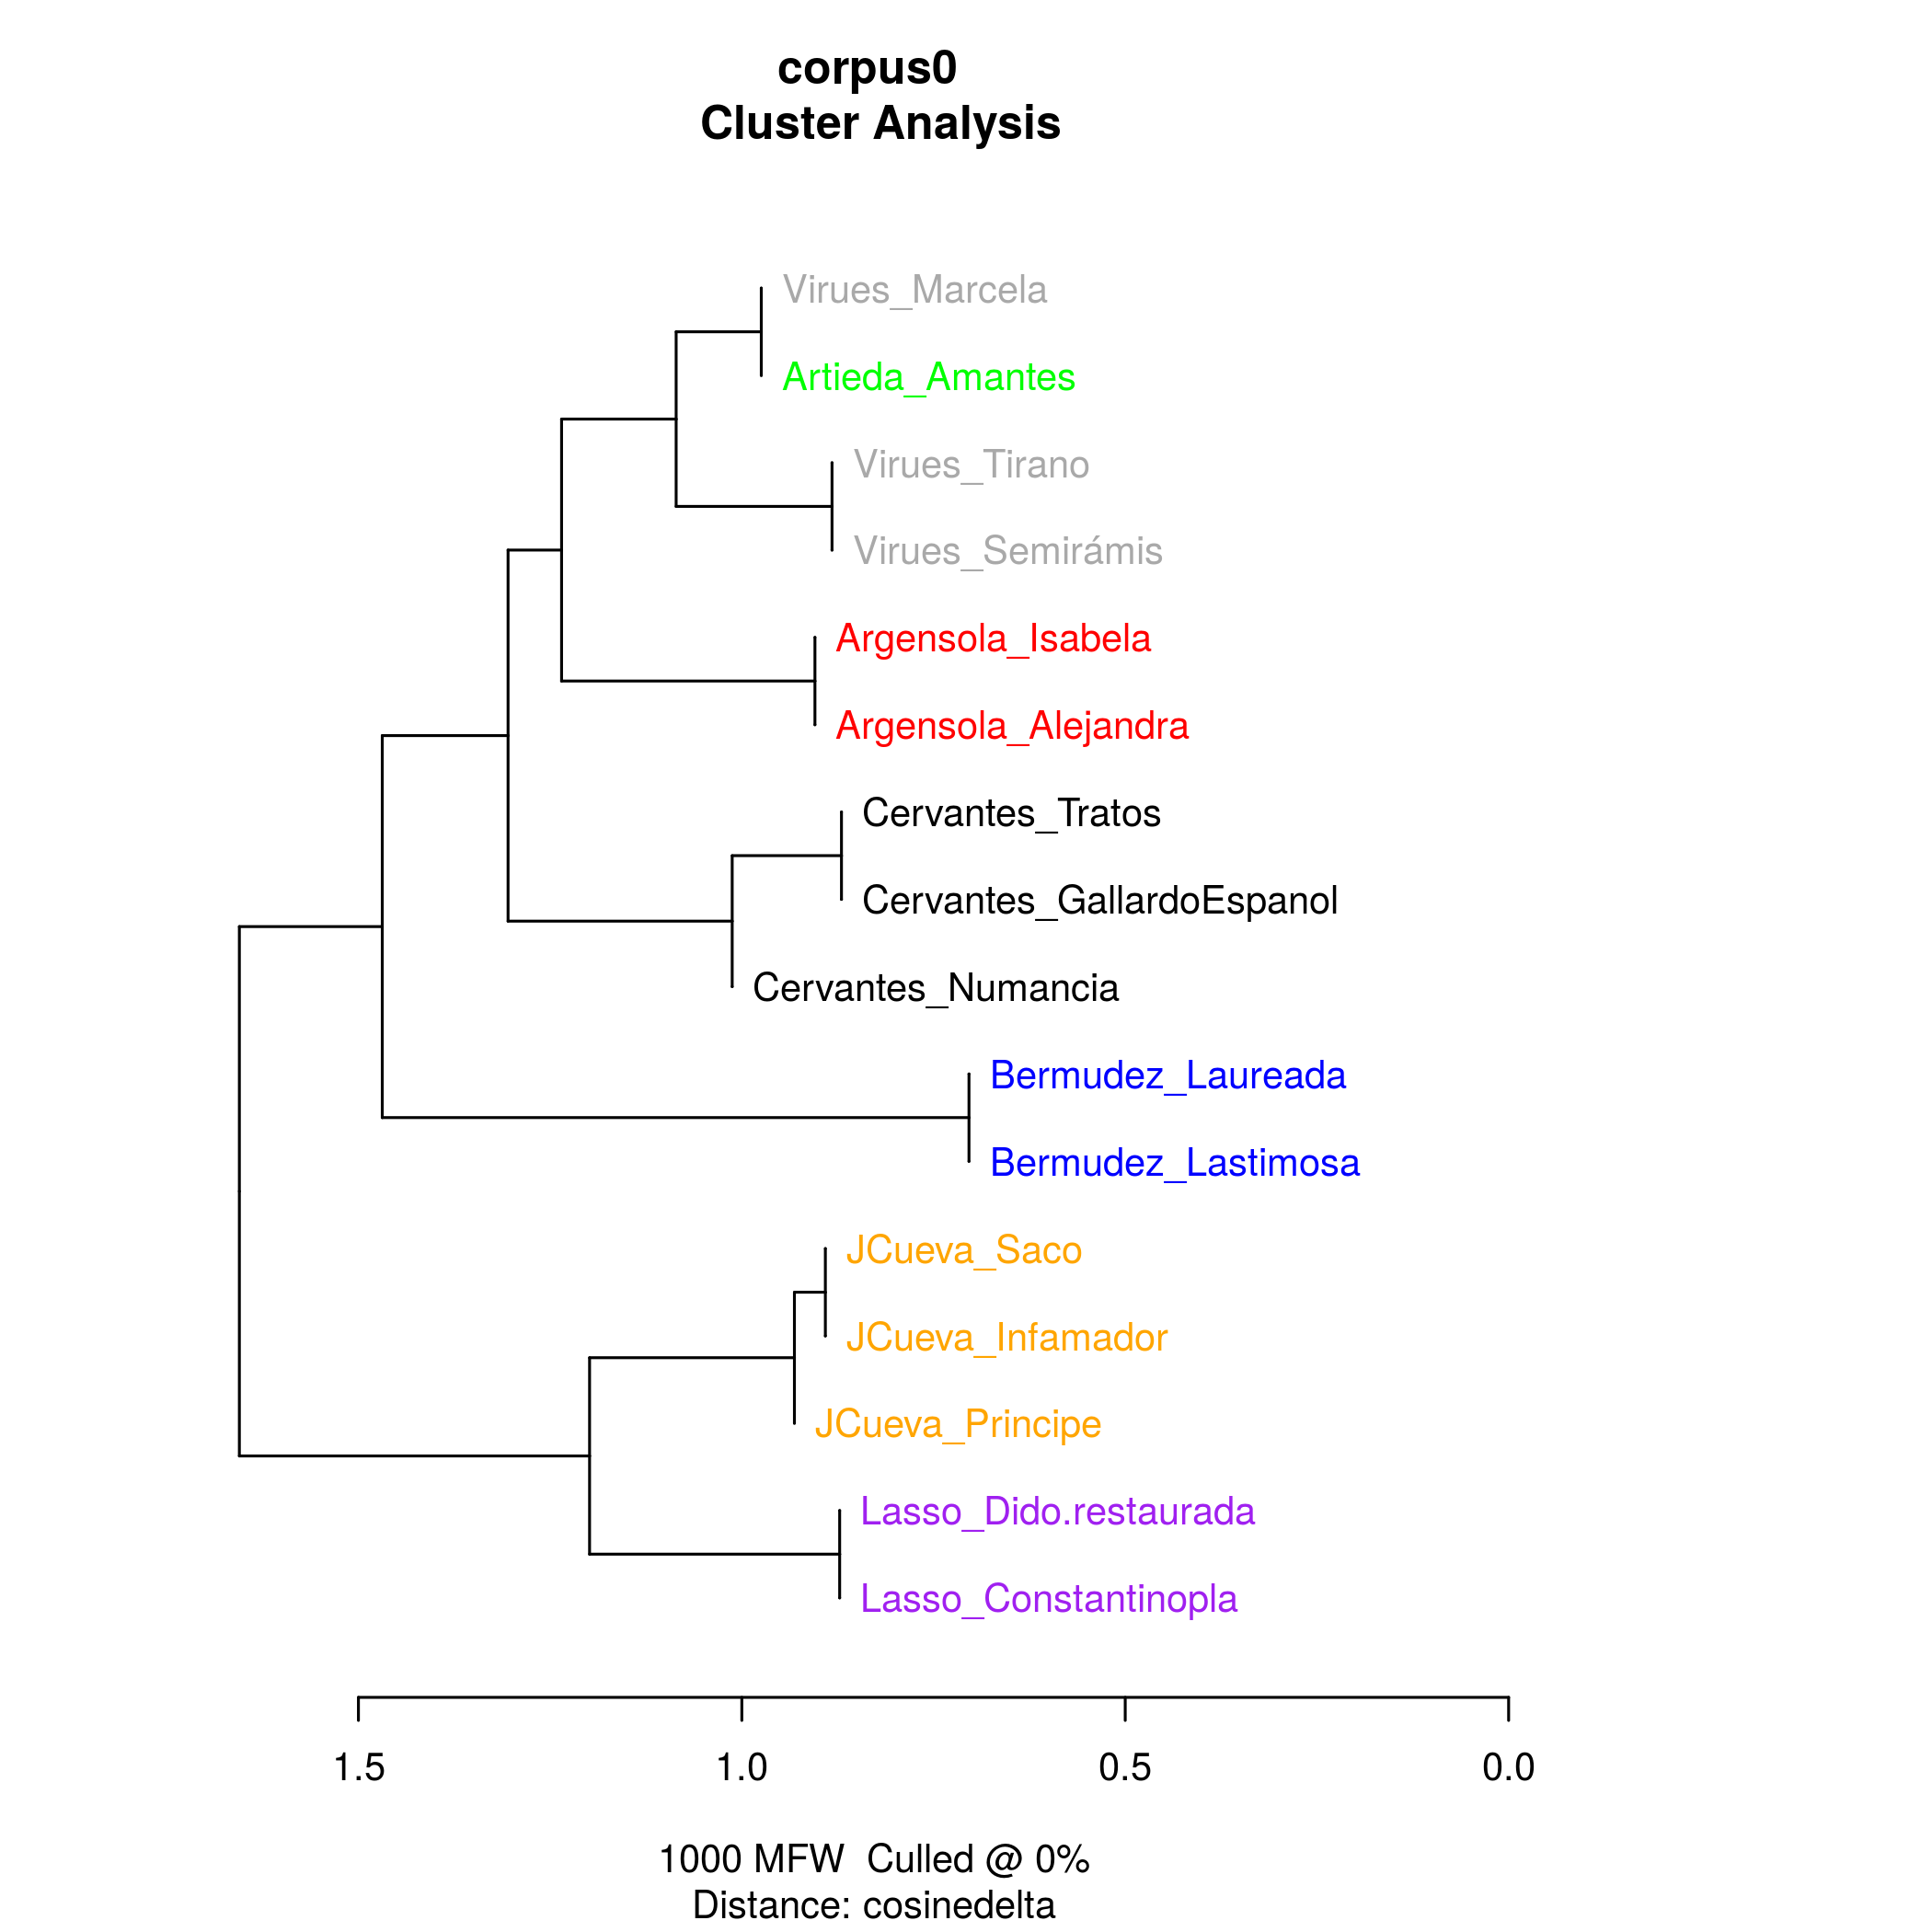 corpus0
Cluster Analysis
Virues_Marcela
Artieda_Amantes
Virues_Tirano
Virues_Semirámis
Argensola_Isabela
Argensola_Alejandra
Cervantes_Tratos
Cervantes_GallardoEspanol
Cervantes_Numancia
Bermudez_Laureada
Bermudez_Lastimosa
JCueva_Saco
JCueva_Infamador
JCueva_Principe
Lasso_Dido.restaurada
Lasso_Constantinopla
1.5 1.0 0.5 0.0
1000 MFW  Culled @ 0%
Distance: cosinedelta